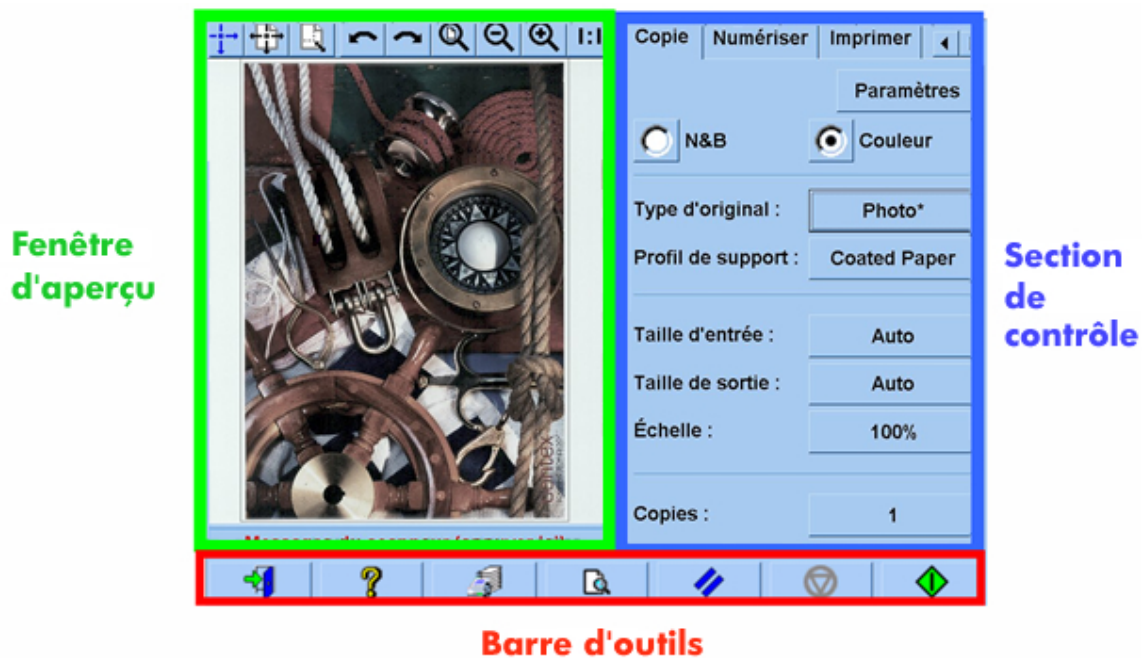 1:1
Copie Numériser Imprimer
Paramètres
N&B Couleur
Type d'original : Photo*
Profil de support : Coated Paper
Taille d'entrée : Auto
Taille de sortie : Auto
Échelle : 100%
Copies : 1
Fenêtre
d'aperçu
Section
de
contrôle
Barre d'outils